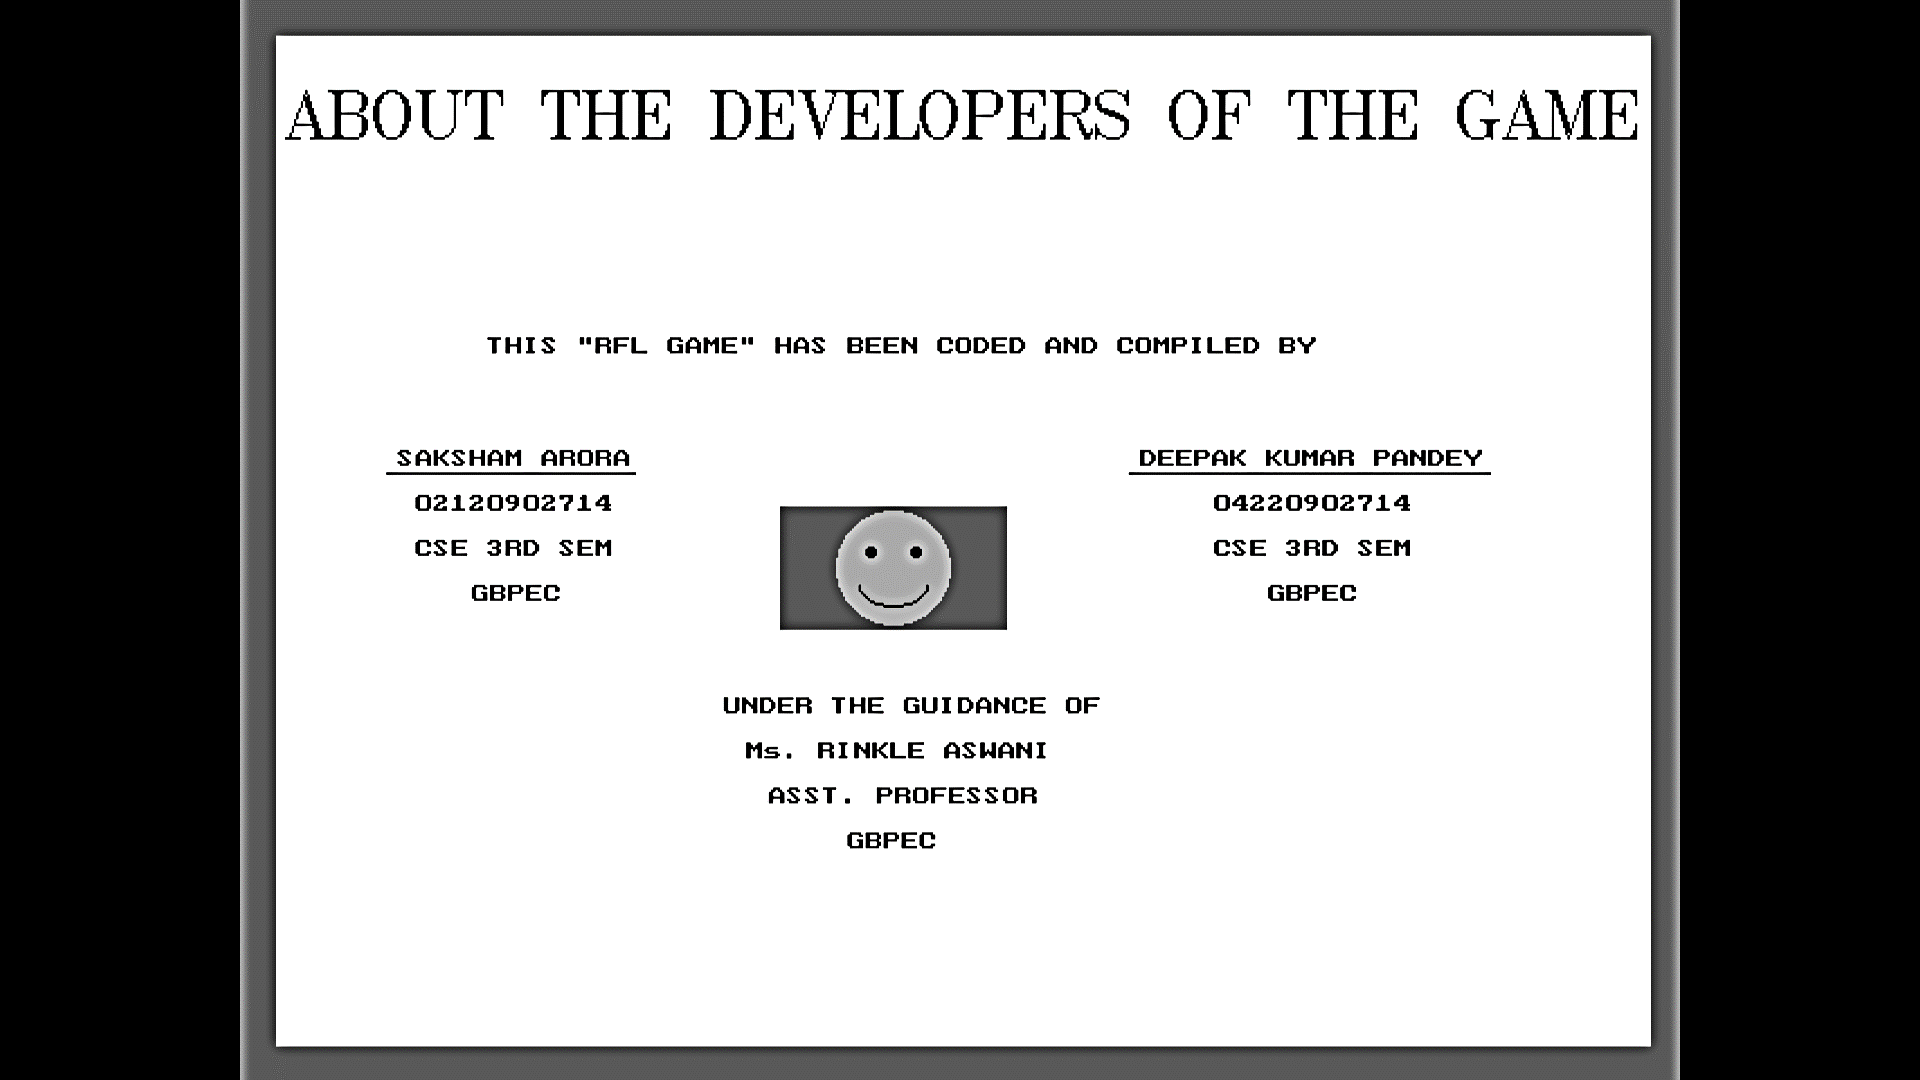 ABOUT THE DEVELOPERS OF THE GAME
THIS "RFL GAME" HAS BEEN CODED AND COMPILED BY
SAKSHAM ARORA
02120902714
CSE 3RD SEM
GBPEC
DEEPAK KUMAR PANDEY
04220902714
CSE 3RD SEM
GBPEC
UNDER THE GUIDANCE OF
Ms. RINKLE ASWANI
ASST. PROFESSOR
GBPEC